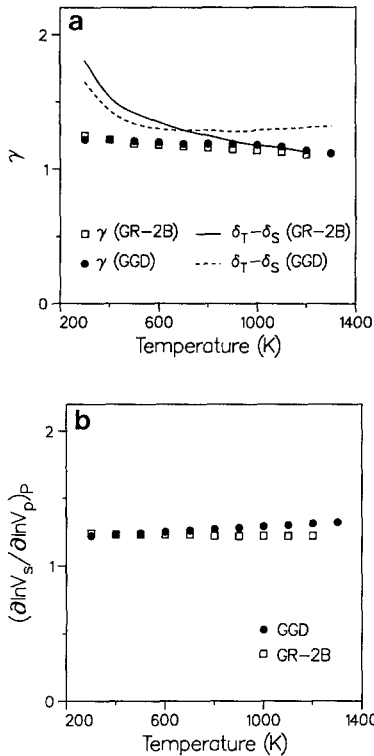 a
2
1
0
γ
□ γ (GR-2B)
— δT-δS (GR-2B)
● γ (GGD)
---- δT-δS (GGD)
200 600 1000 1400
Temperature (K)
b
2
1
0
(∂lnVs/∂lnVp)P
● GGD
□ GR-2B
200 600 1000 1400
Temperature (K)